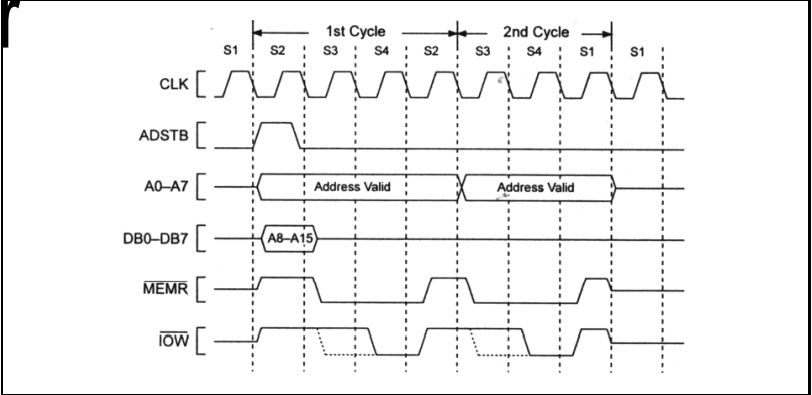 1st Cycle 2nd Cycle
S1 S2 S3 S4 S2 S3 S4 S1 S1
CLK
ADSTB
A0–A7 Address Valid Address Valid
DB0–DB7 A8–A15
MEMR
IOW